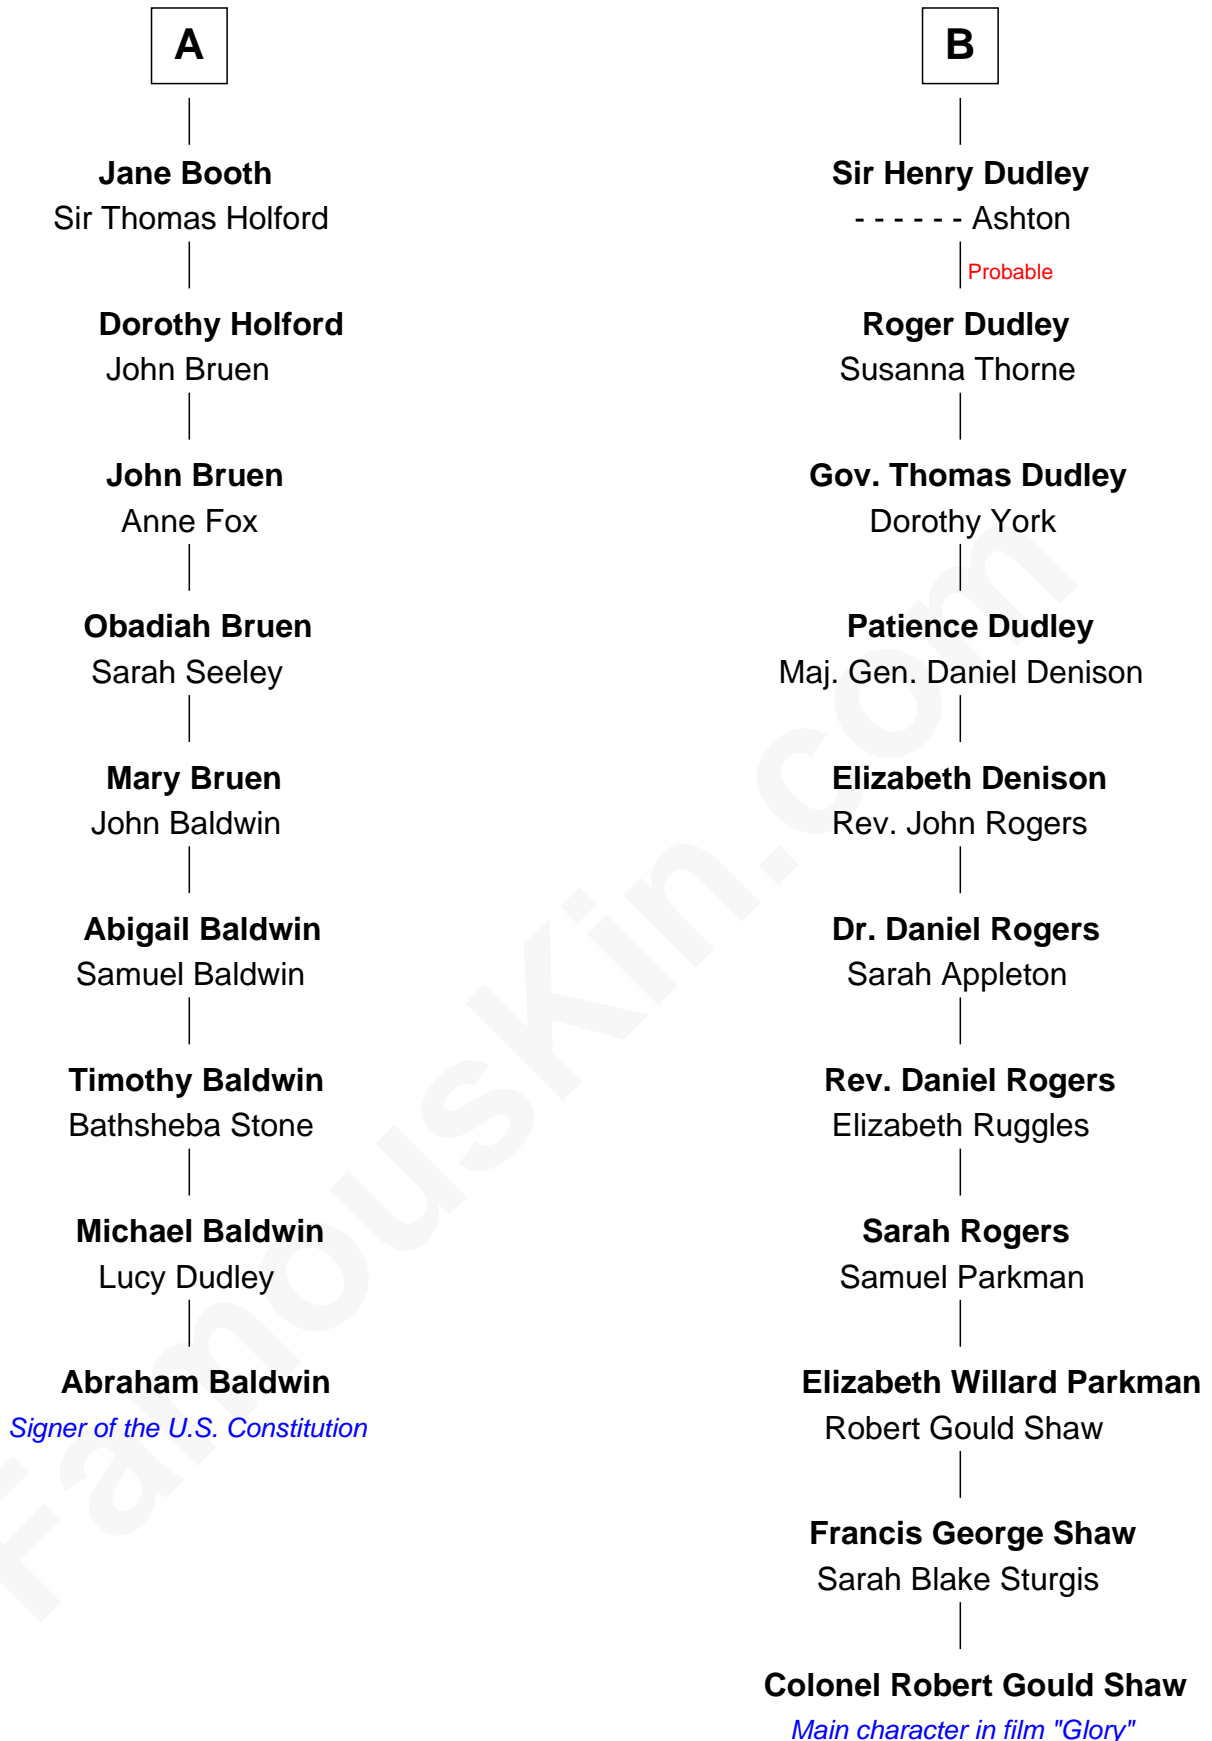 A
Jane Booth
Sir Thomas Holford
Dorothy Holford
John Bruen
John Bruen
Anne Fox
Obadiah Bruen
Sarah Seeley
Mary Bruen
John Baldwin
Abigail Baldwin
Samuel Baldwin
Timothy Baldwin
Bathsheba Stone
Michael Baldwin
Lucy Dudley
Abraham Baldwin
Signer of the U.S. Constitution
B
Sir Henry Dudley
- - - - - - Ashton
Probable
Roger Dudley
Susanna Thorne
Gov. Thomas Dudley
Dorothy York
Patience Dudley
Maj. Gen. Daniel Denison
Elizabeth Denison
Rev. John Rogers
Dr. Daniel Rogers
Sarah Appleton
Rev. Daniel Rogers
Elizabeth Ruggles
Sarah Rogers
Samuel Parkman
Elizabeth Willard Parkman
Robert Gould Shaw
Francis George Shaw
Sarah Blake Sturgis
Colonel Robert Gould Shaw
Main character in film "Glory"
FamousKin.com